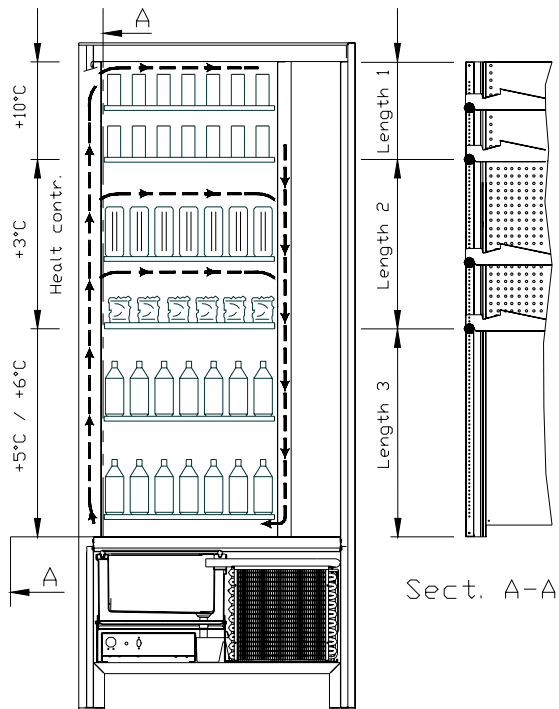 A
+10°C
Length 1
+3°C
Healt contr.
Length 2
+5°C / +6°C
Length 3
A
Sect. A-A